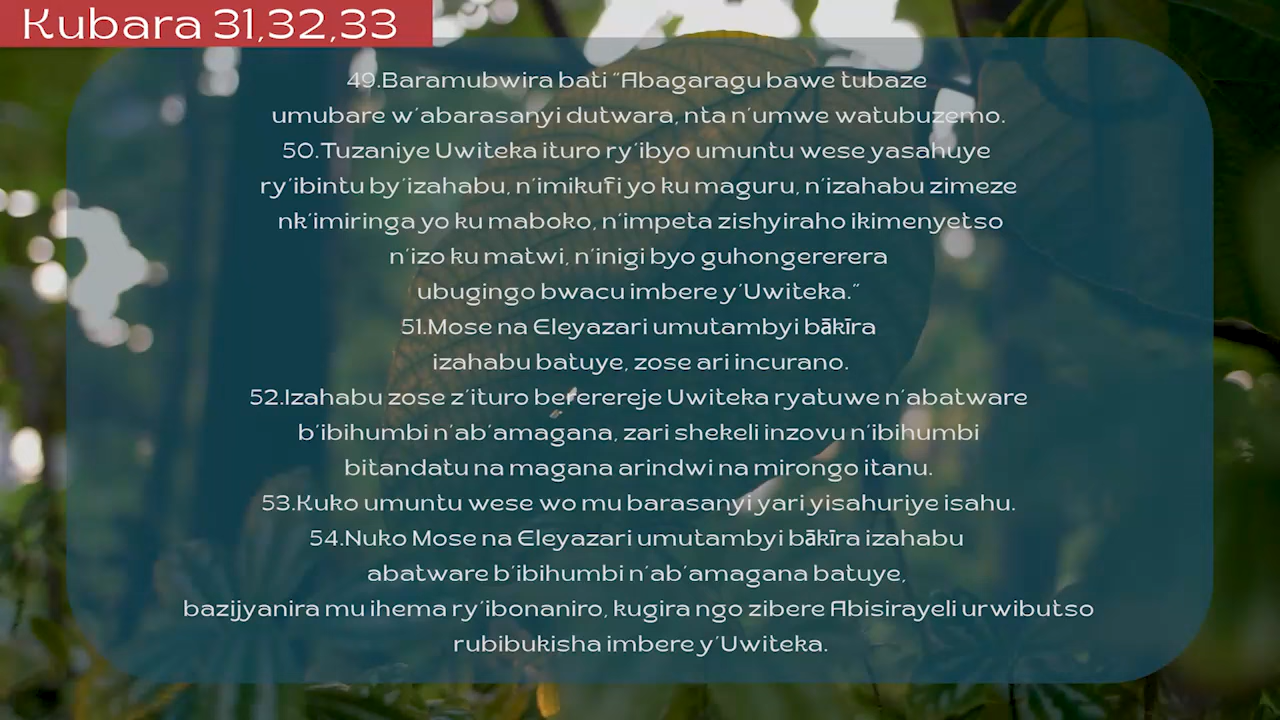 Kubara 31,32,33
49.Baramubwira bati "Abagaragu bawe tubaze
umubare w'abarasanyi dutwara, nta n'umwe watubuzemo.
50.Tuzaniye Uwiteka ituro ry'ibyo umuntu wese yasahuye
ry'ibintu by'izahabu, n'imikufi yo ku maguru, n'izahabu zimeze
nk'imiringa yo ku maboko, n'impeta zishyiraho ikimenyetso
n'izo ku matwi, n'inigi byo guhongererera
ubugingo bwacu imbere y'Uwiteka."
51.Mose na Eleyazari umutambyi bākīra
izahabu batuye, zose ari incurano.
52.Izahabu zose z'ituro berererejе Uwiteka ryatuwe n'abatware
b'ibihumbi n'ab'amagana, zari shekeli inzovu n'ibihumbi
bitandatu na magana arindwi na mirongo itanu.
53.Kuko umuntu wese wo mu barasanyi yari yisahuriye isahu.
54.Nuko Mose na Eleyazari umutambyi bākīra izahabu
abatware b'ibihumbi n'ab'amagana batuye,
bazijyanira mu ihema ry'ibonaniro, kugira ngo zibere Abisirayeli urwibutso
rubibukisha imbere y'Uwiteka.